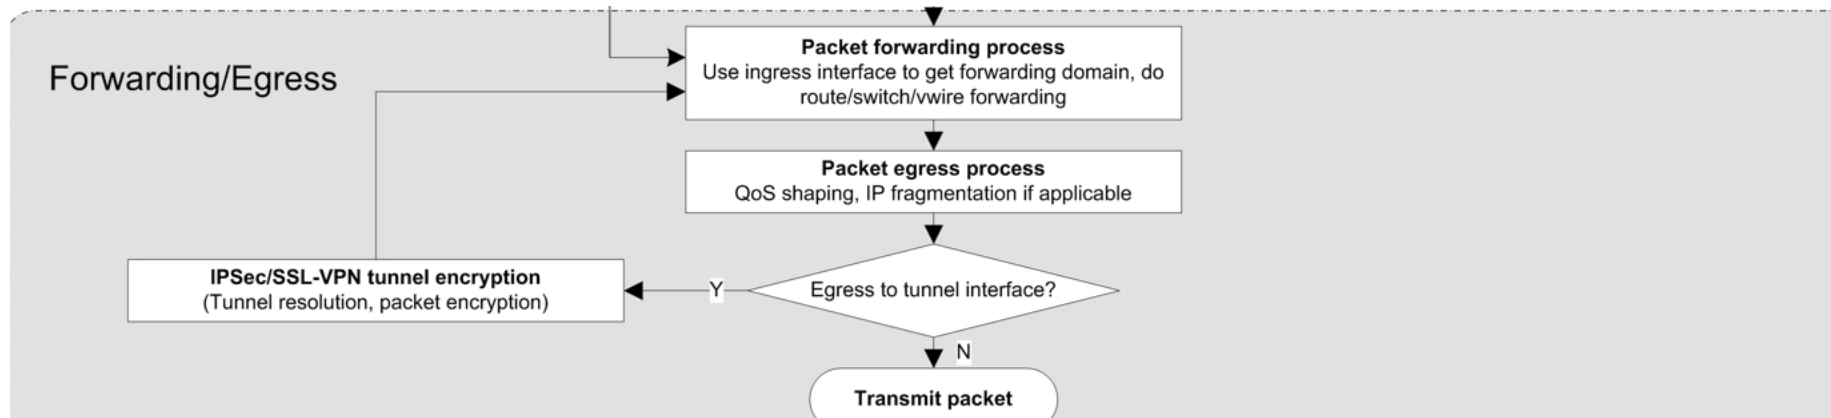 Forwarding/Egress
Packet forwarding process
Use ingress interface to get forwarding domain, do
route/switch/vwire forwarding
Packet egress process
QoS shaping, IP fragmentation if applicable
Egress to tunnel interface?
Y
IPSec/SSL-VPN tunnel encryption
(Tunnel resolution, packet encryption)
N
Transmit packet